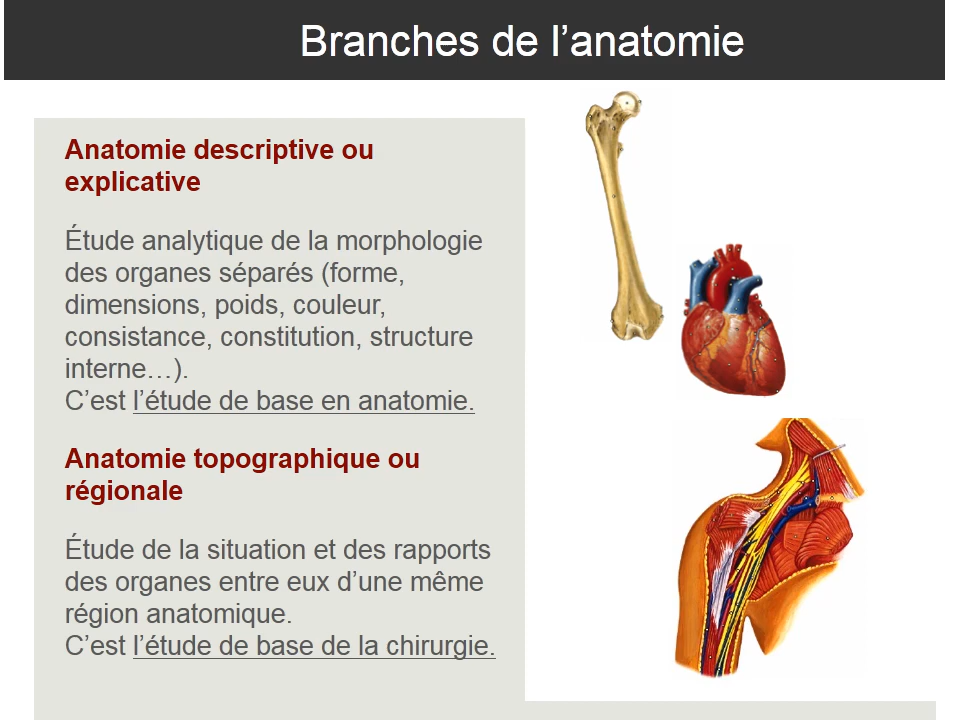 Branches de l’anatomie
Anatomie descriptive ou
explicative
Étude analytique de la morphologie
des organes séparés (forme,
dimensions, poids, couleur,
consistance, constitution, structure
interne…).
C’est l’étude de base en anatomie.
Anatomie topographique ou
régionale
Étude de la situation et des rapports
des organes entre eux d’une même
région anatomique.
C’est l’étude de base de la chirurgie.